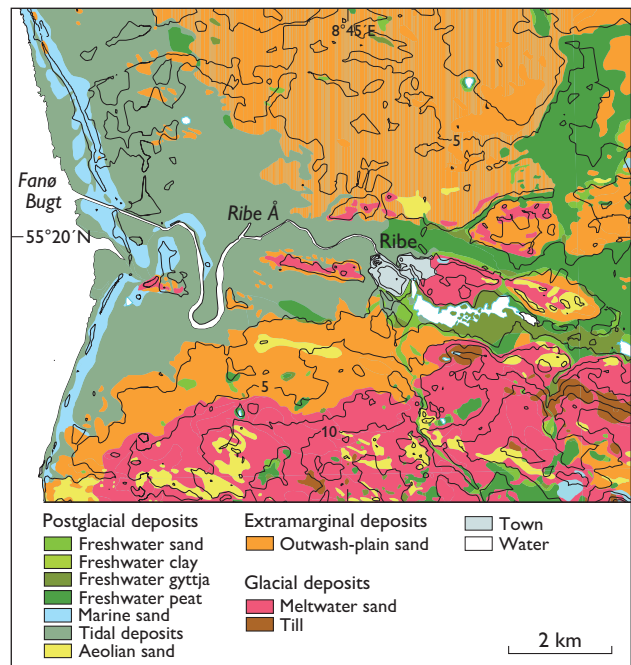 8°45´E
5
Fanø
Bugt
Ribe Å
55°20´N
Ribe
5
10
Postglacial deposits
Freshwater sand
Freshwater clay
Freshwater gyttja
Freshwater peat
Marine sand
Tidal deposits
Aeolian sand
Extramarginal deposits
Outwash-plain sand
Glacial deposits
Meltwater sand
Till
Town
Water
2 km